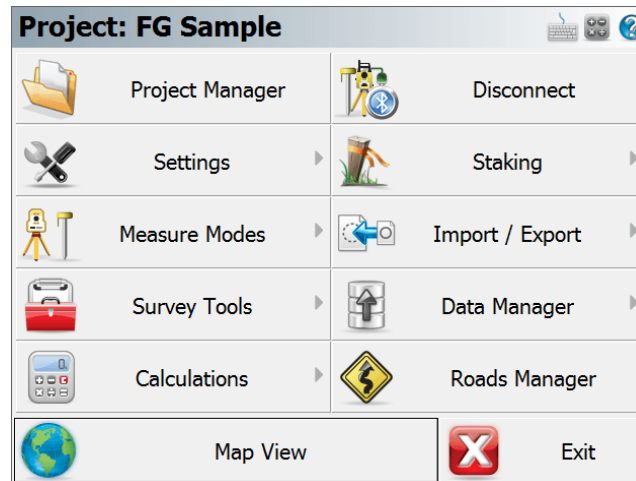 Project: FG Sample
Project Manager
Disconnect
Settings
Staking
Measure Modes
Import / Export
Survey Tools
Data Manager
Calculations
Roads Manager
Map View
Exit